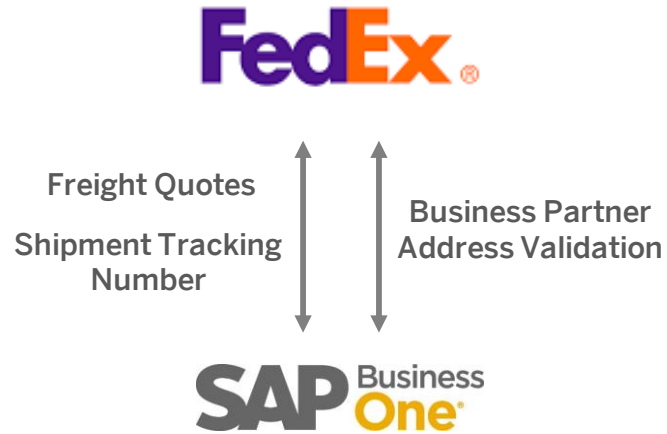 FedEx®
Freight Quotes
Shipment Tracking
Number
Business Partner
Address Validation
SAP Business
One®